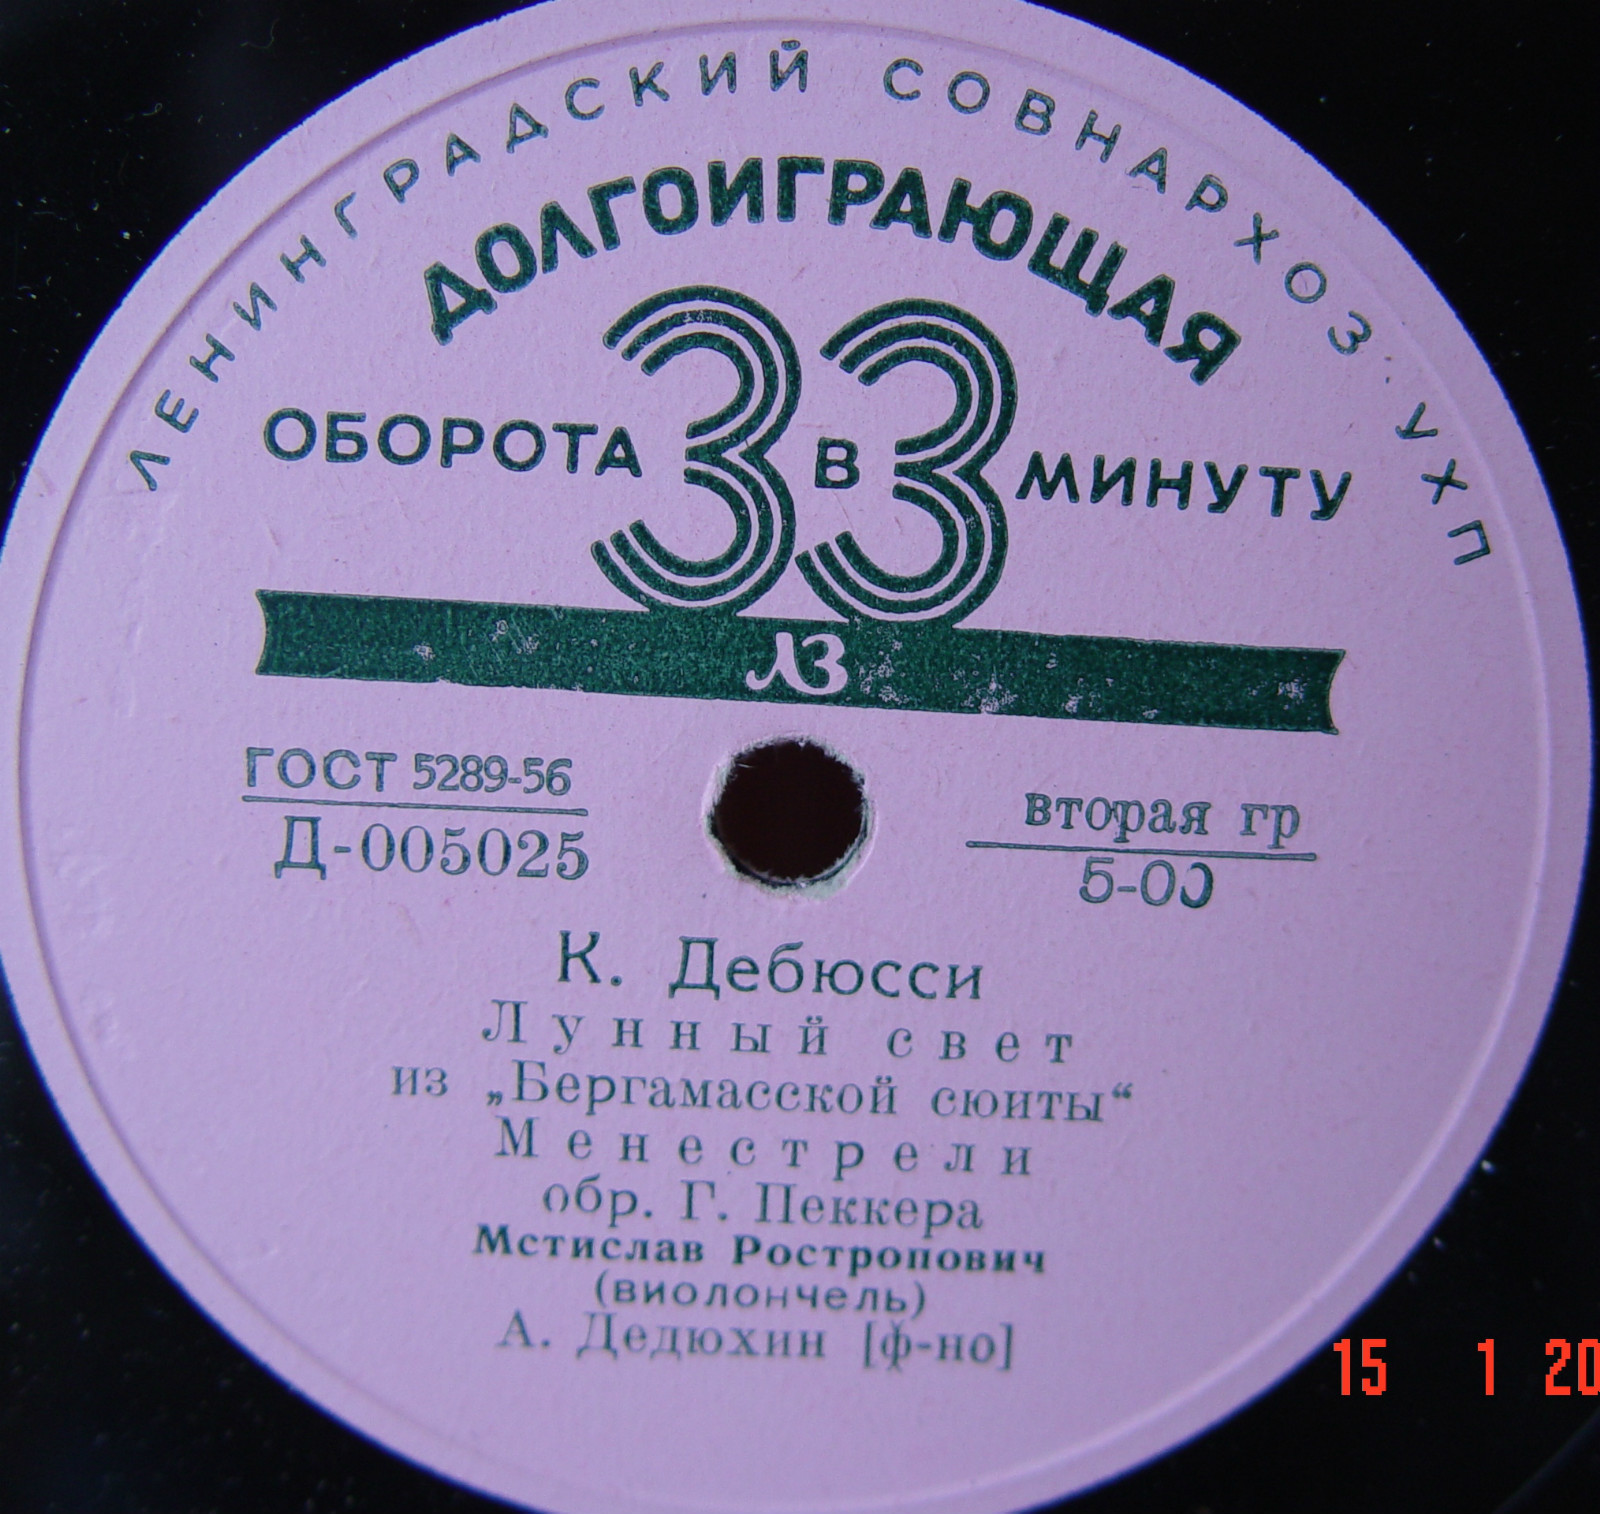 ЛЕНИНГРАДСКИЙ СОВНАРХОЗ. УХП
ДОЛГОИГРАЮЩАЯ
33
ОБОРОТА В МИНУТУ
ЛЗ
ГОСТ 5289-56
Д-005025
вторая гр
5-00
К. Дебюсси
Лунный свет
из „Бергамасской сюиты“
Менестрели
обр. Г. Пеккера
Мстислав Ростропович
(виолончель)
А. Дедюхин [ф-но]
15 1 20